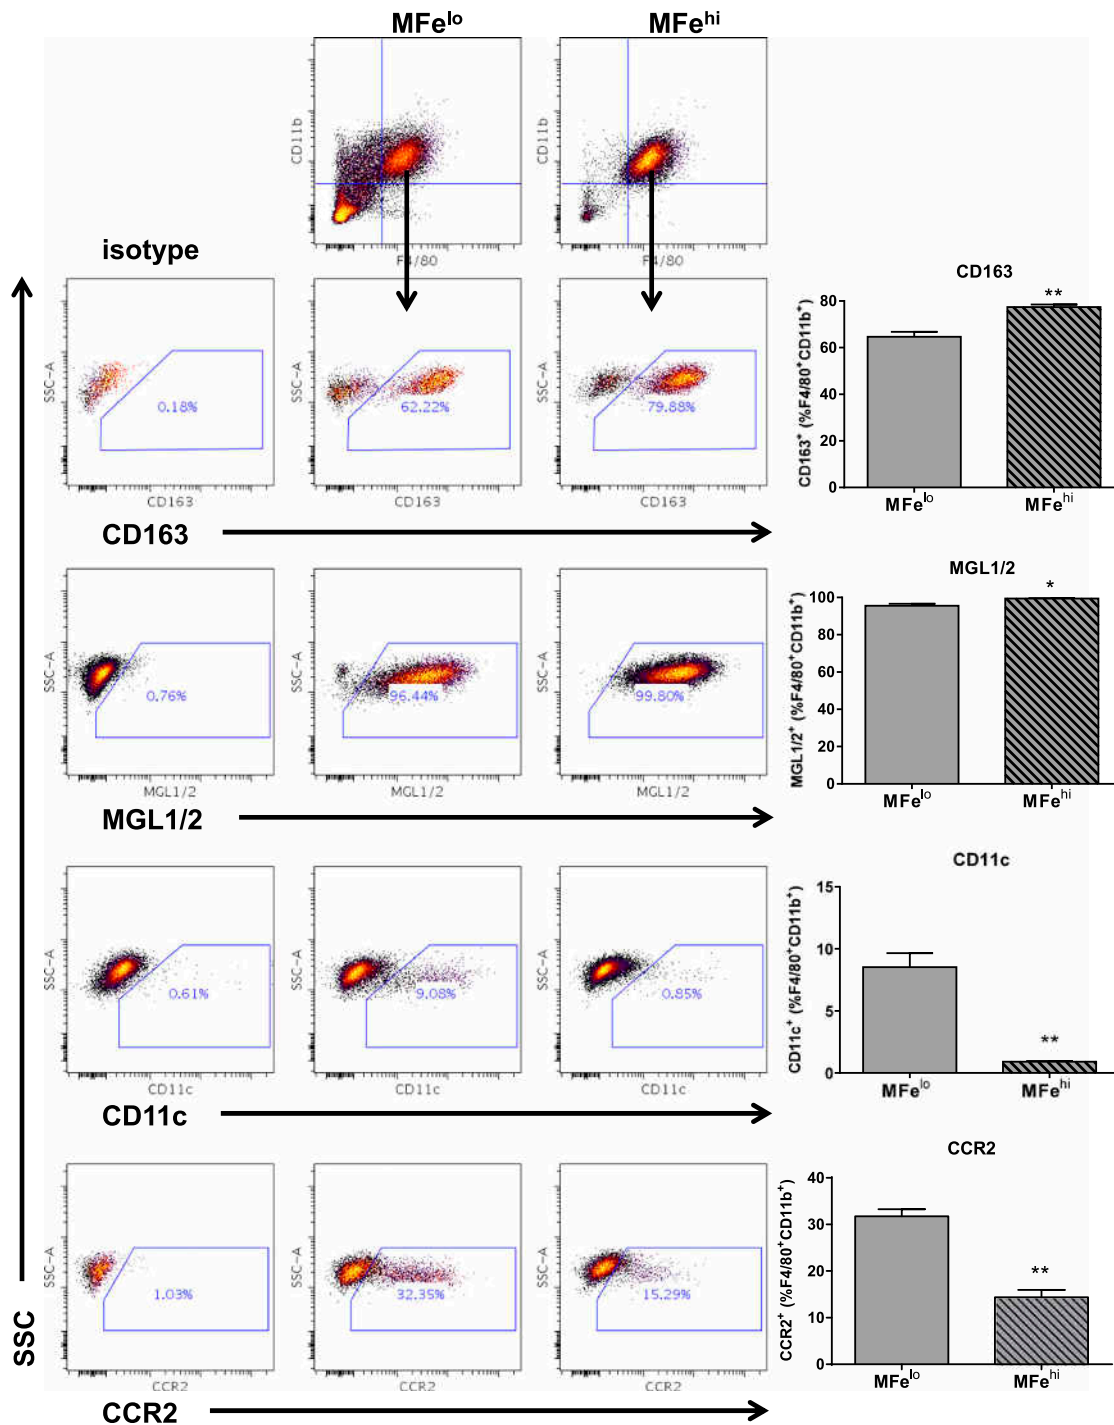 MFe^lo MFe^hi
CD11b CD11b
F4/80 F4/80
isotype
SSC-A SSC-A SSC-A
0.18% 62.22% 79.88%
CD163 CD163 CD163
CD163
CD163
CD163⁺ (%F4/80⁺CD11b⁺)
80
60
40
20
0
MFe^lo MFe^hi
**
SSC-A SSC-A SSC-A
0.76% 96.44% 99.80%
MGL1/2 MGL1/2 MGL1/2
MGL1/2
MGL1/2
MGL1/2⁺ (%F4/80⁺CD11b⁺)
100
80
60
40
20
0
MFe^lo MFe^hi
*
SSC-A SSC-A SSC-A
0.61% 9.08% 0.85%
CD11c CD11c CD11c
CD11c
CD11c
CD11c⁺ (%F4/80⁺CD11b⁺)
15
10
5
0
MFe^lo MFe^hi
**
SSC-A SSC-A SSC-A
1.03% 32.35% 15.29%
CCR2 CCR2 CCR2
CCR2
CCR2
CCR2⁺ (%F4/80⁺CD11b⁺)
40
30
20
10
0
MFe^lo MFe^hi
**
SSC